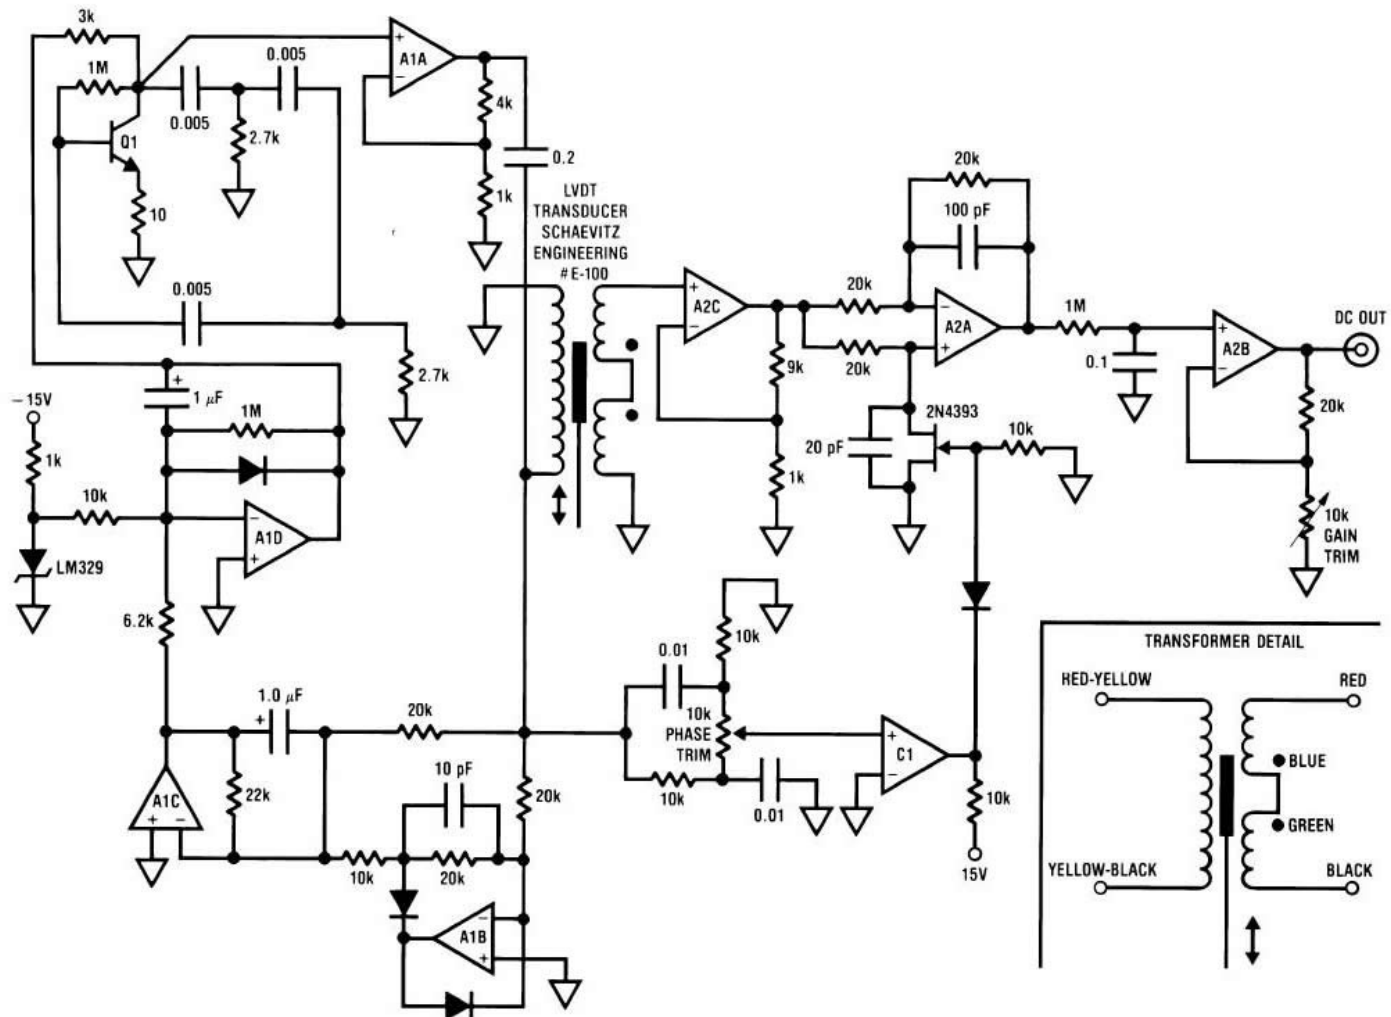 3k
1M
0.005
0.005
Q1
2.7k
10
0.005
2.7k
+
A1A
−
4k
1k
0.2
LVDT
TRANSDUCER
SCHAEVITZ
ENGINEERING
# E-100
+
A2C
−
9k
1k
20k
100 pF
20k
20k
−
A2A
+
1M
0.1
+
A2B
−
DC OUT
20k
10k
GAIN
TRIM
2N4393
20 pF
10k
−15V
1k
10k
LM329
+
1 μF
1M
−
A1D
+
6.2k
+
1.0 μF
20k
22k
A1C
+ −
10k
10 pF
20k
20k
A1B
−
+
0.01
10k
10k
PHASE
TRIM
10k
0.01
+
C1
−
10k
15V
TRANSFORMER DETAIL
RED-YELLOW
RED
BLUE
GREEN
YELLOW-BLACK
BLACK